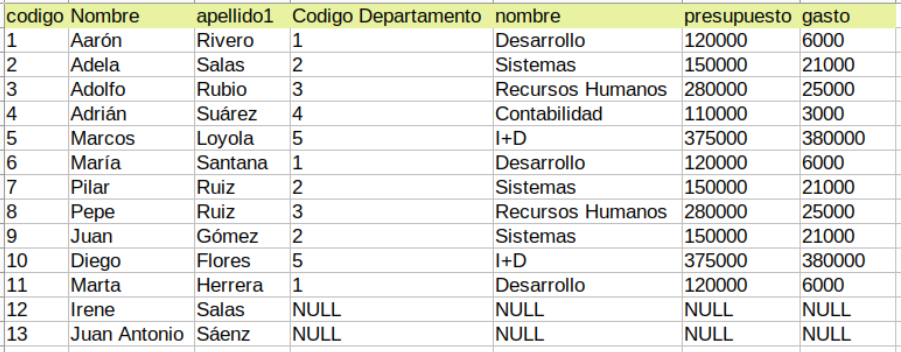 codigo Nombre apellido1 Codigo Departamento nombre presupuesto gasto
1 Aarón Rivero 1 Desarrollo 120000 6000
2 Adela Salas 2 Sistemas 150000 21000
3 Adolfo Rubio 3 Recursos Humanos 280000 25000
4 Adrián Suárez 4 Contabilidad 110000 3000
5 Marcos Loyola 5 I+D 375000 380000
6 María Santana 1 Desarrollo 120000 6000
7 Pilar Ruiz 2 Sistemas 150000 21000
8 Pepe Ruiz 3 Recursos Humanos 280000 25000
9 Juan Gómez 2 Sistemas 150000 21000
10 Diego Flores 5 I+D 375000 380000
11 Marta Herrera 1 Desarrollo 120000 6000
12 Irene Salas NULL NULL NULL NULL
13 Juan Antonio Sáenz NULL NULL NULL NULL